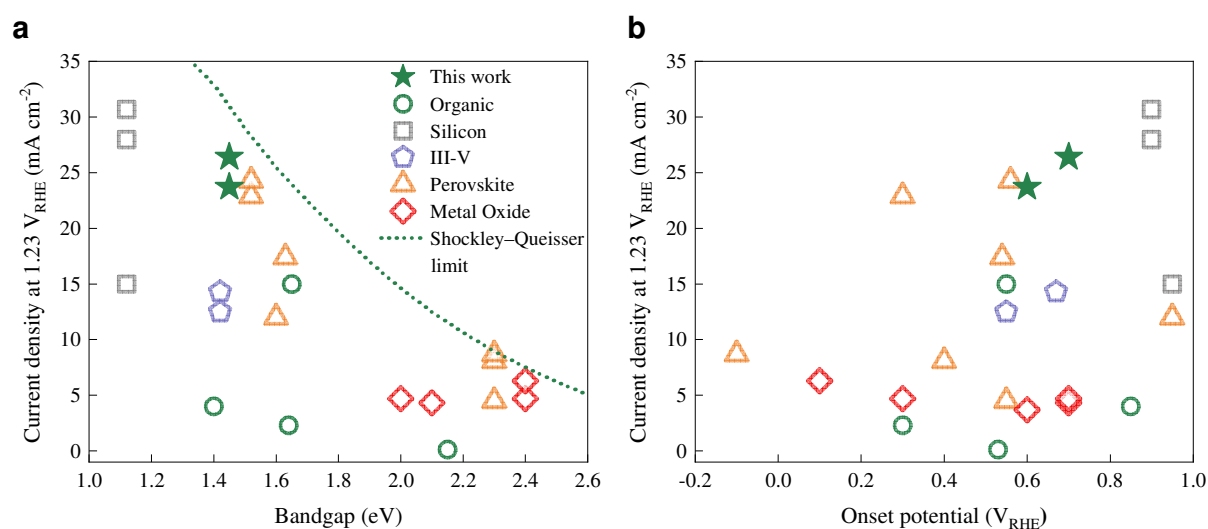 a
Current density at 1.23 V_RHE (mA cm⁻²)
35
30
25
20
15
10
5
0
This work
Organic
Silicon
III-V
Perovskite
Metal Oxide
Shockley–Queisser
limit
1.0 1.2 1.4 1.6 1.8 2.0 2.2 2.4 2.6
Bandgap (eV)
b
Current density at 1.23 V_RHE (mA cm⁻²)
35
30
25
20
15
10
5
0
-0.2 0.0 0.2 0.4 0.6 0.8 1.0
Onset potential (V_RHE)